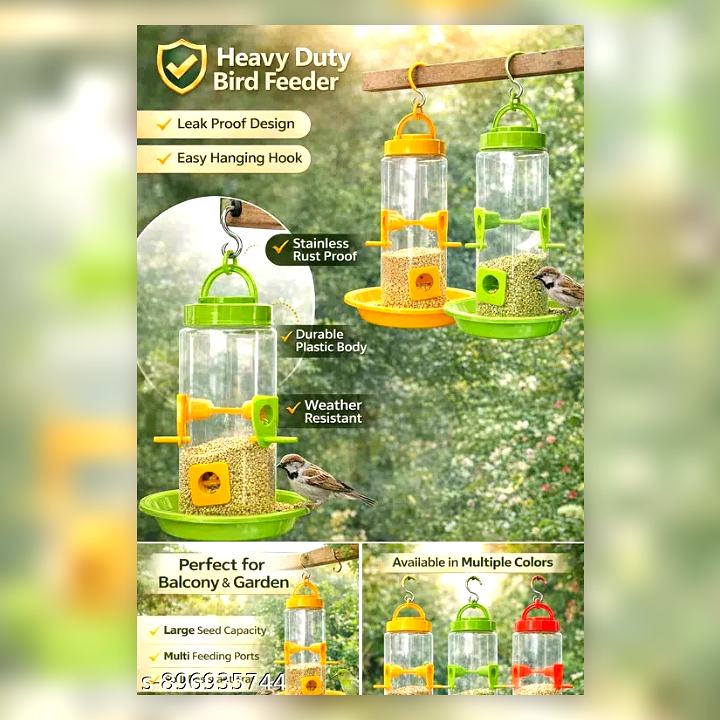 Heavy Duty
Bird Feeder
Leak Proof Design
Easy Hanging Hook
Stainless
Rust Proof
Durable
Plastic Body
Weather
Resistant
Perfect for
Balcony & Garden
Large Seed Capacity
Multi Feeding Ports
Available in Multiple Colors
s-896935744